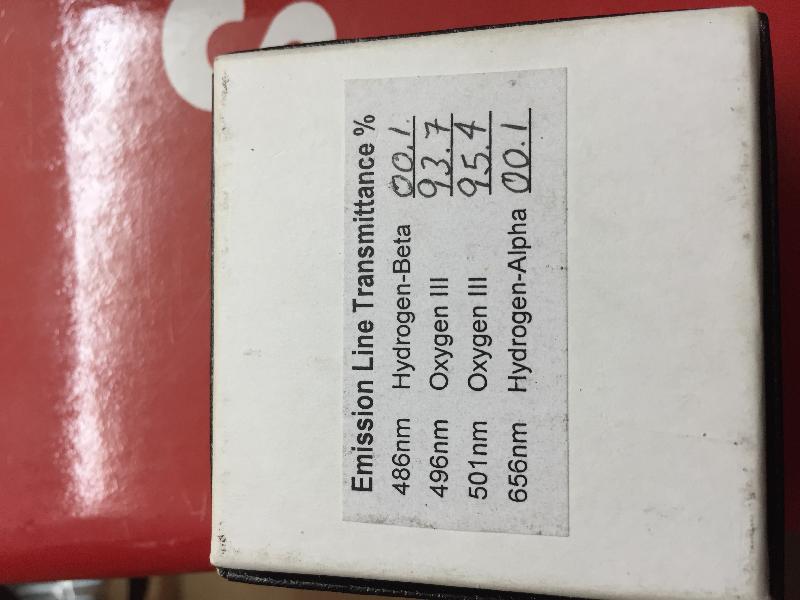 Emission Line Transmittance %
486nm Hydrogen-Beta 00.1
496nm Oxygen III 93.7
501nm Oxygen III 95.4
656nm Hydrogen-Alpha 00.1